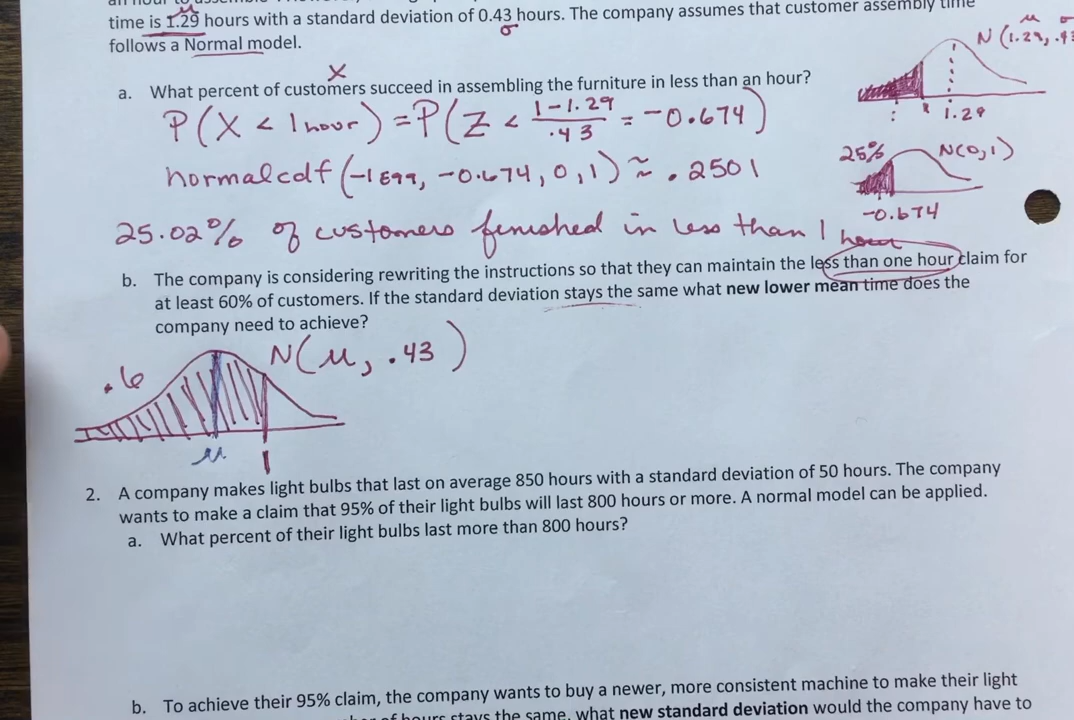 time is 1.29 hours with a standard deviation of 0.43 hours. The company assumes that customer assembly time
μ
σ
follows a Normal model.
μ σ
N(1.29, .43
1.29
X
a. What percent of customers succeed in assembling the furniture in less than an hour?
P(X < 1 hour) = P(Z < 1-1.29 / .43 = -0.674)
normalcdf(-1E99, -0.674, 0, 1) ≈ .2501
25%
N(0,1)
-0.674
25.02% of customers finished in less than 1 hour
b. The company is considering rewriting the instructions so that they can maintain the less than one hour claim for
at least 60% of customers. If the standard deviation stays the same what new lower mean time does the
company need to achieve?
.6
N(μ, .43)
μ 1
2. A company makes light bulbs that last on average 850 hours with a standard deviation of 50 hours. The company
wants to make a claim that 95% of their light bulbs will last 800 hours or more. A normal model can be applied.
a. What percent of their light bulbs last more than 800 hours?
b. To achieve their 95% claim, the company wants to buy a newer, more consistent machine to make their light
of hours stays the same, what new standard deviation would the company have to